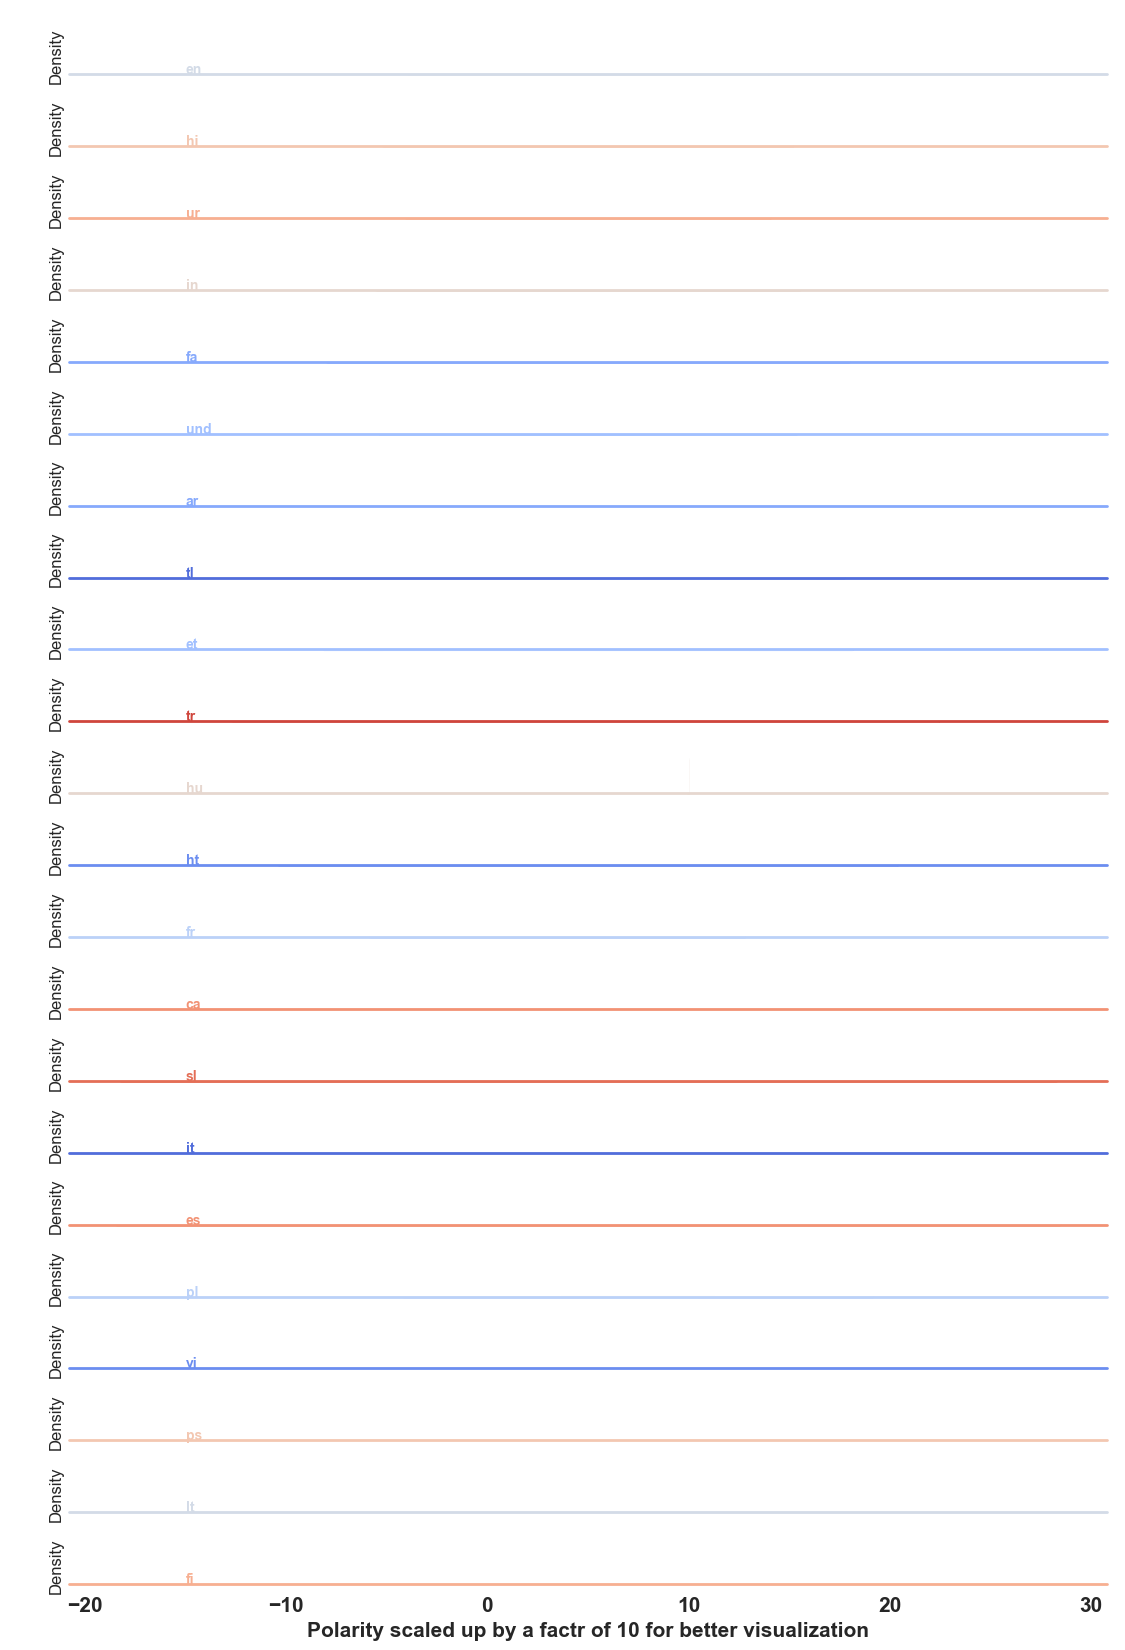 Density
en
Density
hi
Density
ur
Density
in
Density
fa
Density
und
Density
ar
Density
tl
Density
et
Density
tr
Density
hu
Density
ht
Density
fr
Density
ca
Density
sl
Density
it
Density
es
Density
pl
Density
vi
Density
ps
Density
lt
Density
fi
−20 −10 0 10 20 30
Polarity scaled up by a factr of 10 for better visualization